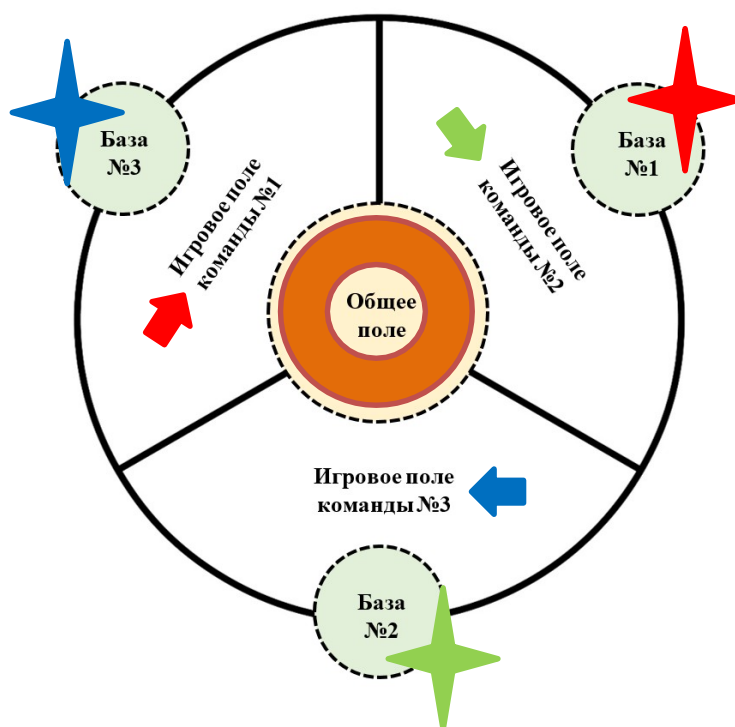 База
№3
База
№1
Игровое поле
команды №1
Игровое поле
команды №2
Общее
поле
Игровое поле
команды №3
База
№2